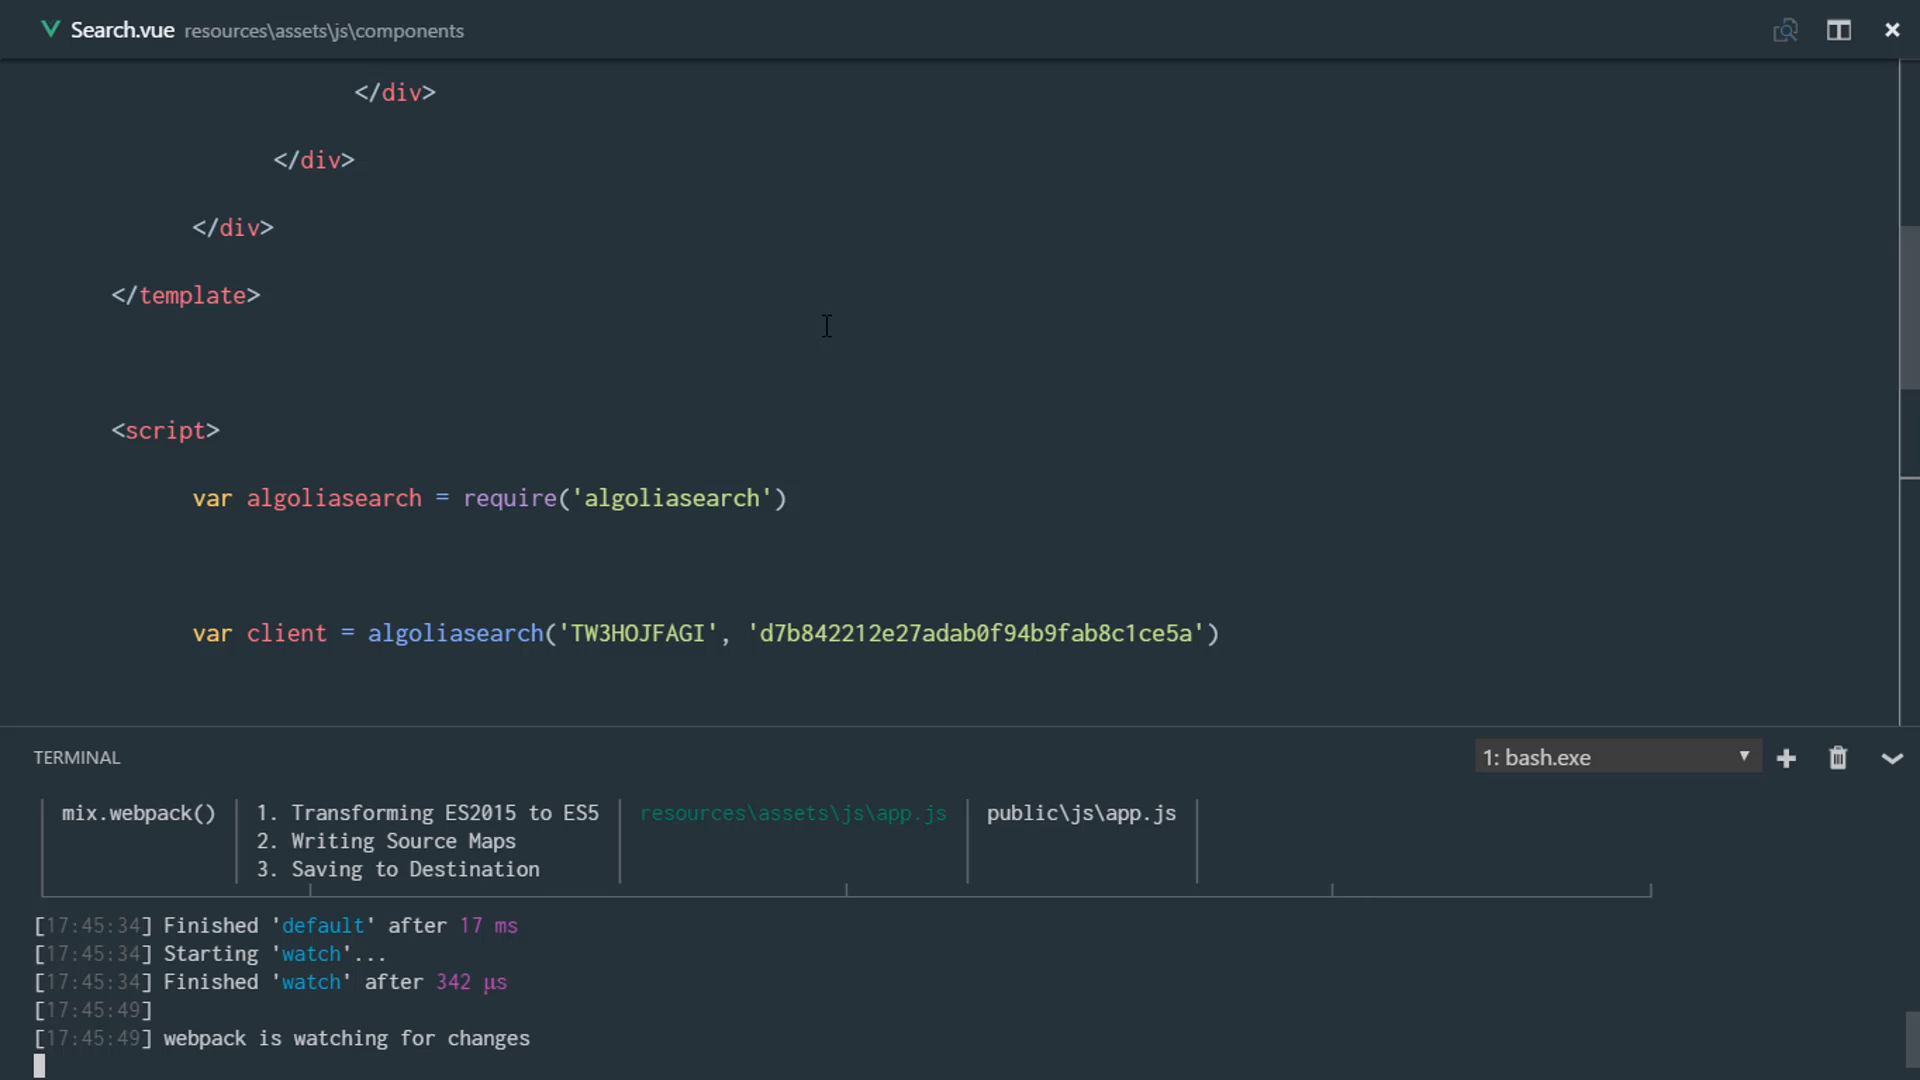 Search.vue resources\assets\js\components
</div>
</div>
</div>
</template>
<script>
var algoliasearch = require('algoliasearch')
var client = algoliasearch('TW3HOJFAGI', 'd7b842212e27adab0f94b9fab8c1ce5a')
TERMINAL
1: bash.exe
mix.webpack() 1. Transforming ES2015 to ES5 resources\assets\js\app.js public\js\app.js
2. Writing Source Maps
3. Saving to Destination
[17:45:34] Finished 'default' after 17 ms
[17:45:34] Starting 'watch'...
[17:45:34] Finished 'watch' after 342 μs
[17:45:49]
[17:45:49] webpack is watching for changes